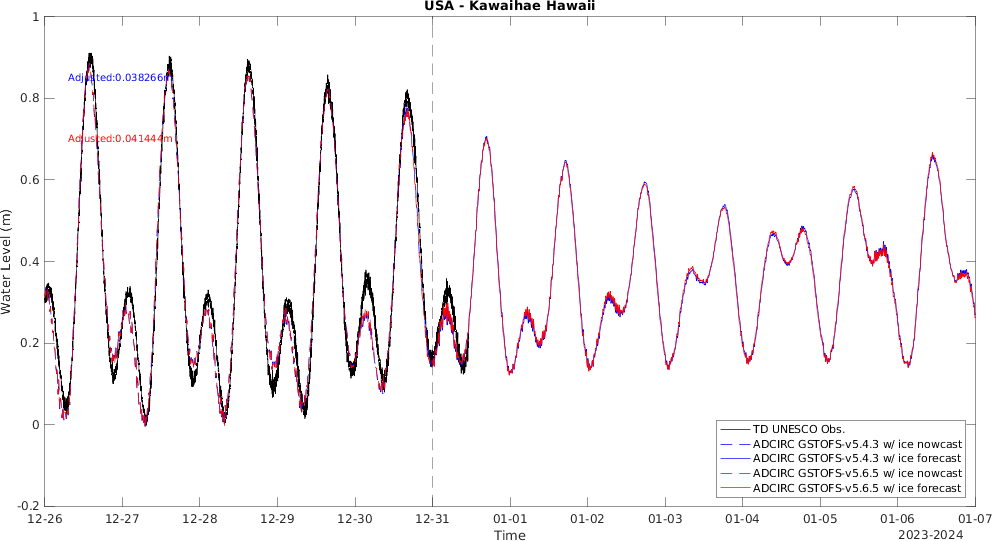 USA - Kawaihae Hawaii
1
0.8
0.6
0.4
0.2
0
-0.2
Water Level (m)
Adjusted:0.038266m
Adjusted:0.041444m
TD UNESCO Obs.
ADCIRC GSTOFS-v5.4.3 w/ ice nowcast
ADCIRC GSTOFS-v5.4.3 w/ ice forecast
ADCIRC GSTOFS-v5.6.5 w/ ice nowcast
ADCIRC GSTOFS-v5.6.5 w/ ice forecast
12-26 12-27 12-28 12-29 12-30 12-31 01-01 01-02 01-03 01-04 01-05 01-06 01-07
Time
2023-2024